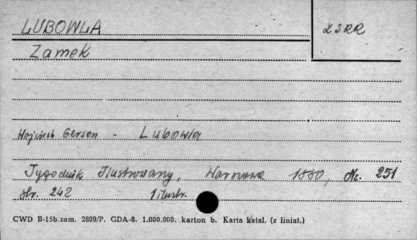 LUBOWLA
ZSRR
Zamek
Wojciech Gerson - Lubowla
Tygodnik Ilustrowany, Warszawa 1880, Nr. 251
str. 242 1 ilustr.
CWD B-15b.zam. 2899/P. GDA-8. 1.000.000. karton b. Karta katal. (z liniat.)